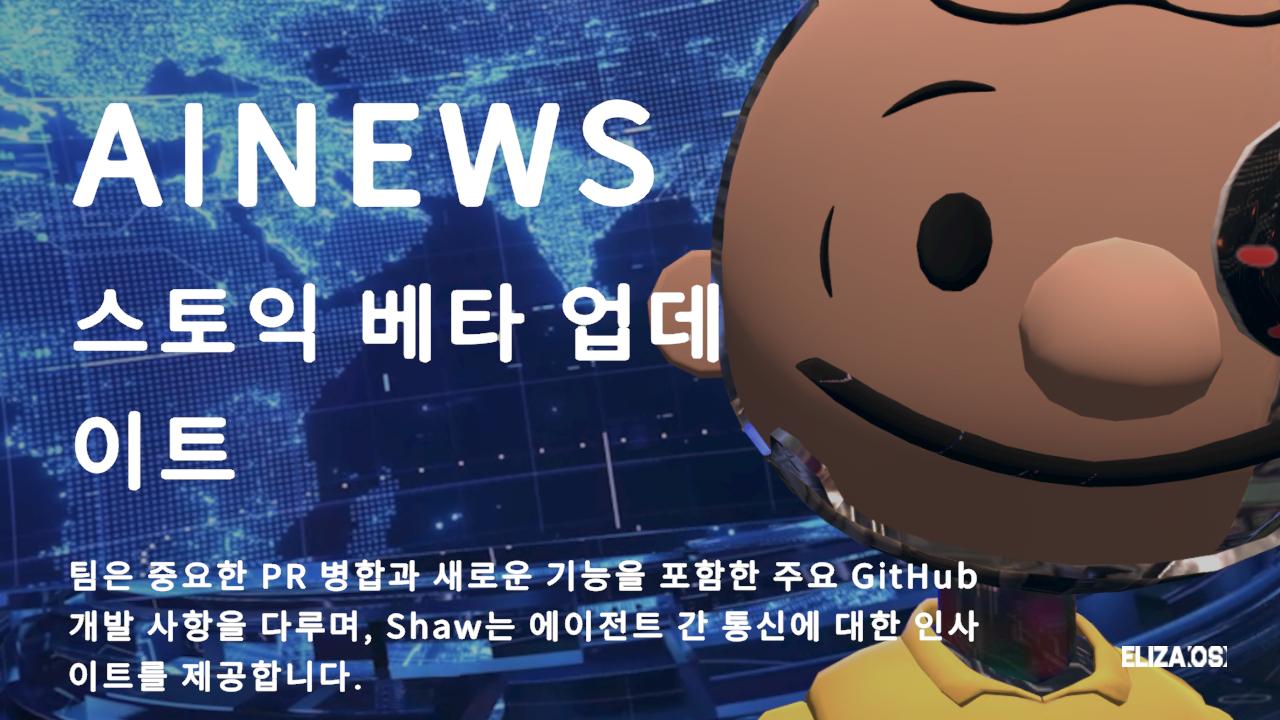 AINEWS
스토익 베타 업데
이트
팀은 중요한 PR 병합과 새로운 기능을 포함한 주요 GitHub
개발 사항을 다루며, Shaw는 에이전트 간 통신에 대한 인사
이트를 제공합니다.
ELIZA.OS